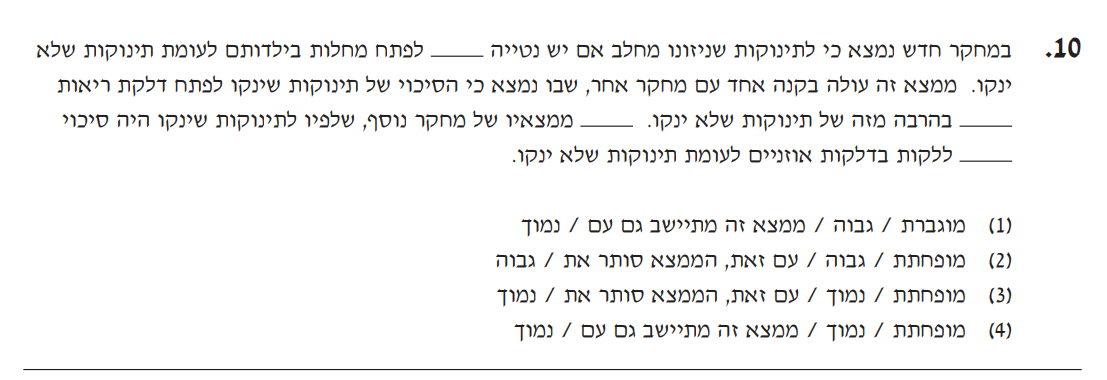 10. במחקר חדש נמצא כי לתינוקות שניזונו מחלב אם יש נטייה _____ לפתח מחלות בילדותם לעומת תינוקות שלא
ינקו. ממצא זה עולה בקנה אחד עם מחקר אחר, שבו נמצא כי הסיכוי של תינוקות שינקו לפתח דלקת ריאות
_____ בהרבה מזה של תינוקות שלא ינקו. _____ ממצאיו של מחקר נוסף, שלפיו לתינוקות שינקו היה סיכוי
_____ ללקות בדלקות אוזניים לעומת תינוקות שלא ינקו.
(1) מוגברת / גבוה / ממצא זה מתיישב גם עם / נמוך
(2) מופחתת / גבוה / עם זאת, הממצא סותר את / גבוה
(3) מופחתת / נמוך / עם זאת, הממצא סותר את / נמוך
(4) מופחתת / נמוך / ממצא זה מתיישב גם עם / נמוך